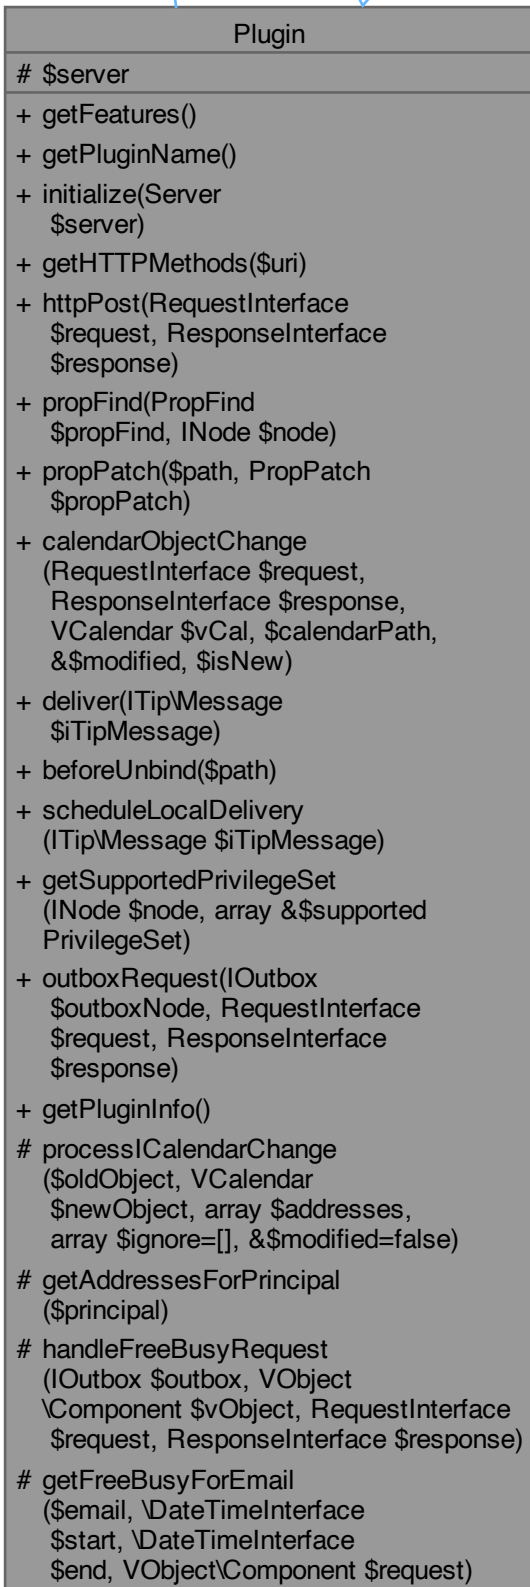 Plugin
# $server
+ getFeatures()
+ getPluginName()
+ initialize(Server
$server)
+ getHTTPMethods($uri)
+ httpPost(RequestInterface
$request, ResponseInterface
$response)
+ propFind(PropFind
$propFind, INode $node)
+ propPatch($path, PropPatch
$propPatch)
+ calendarObjectChange
(RequestInterface $request,
ResponseInterface $response,
VCalendar $vCal, $calendarPath,
&$modified, $isNew)
+ deliver(ITip\Message
$iTipMessage)
+ beforeUnbind($path)
+ scheduleLocalDelivery
(ITip\Message $iTipMessage)
+ getSupportedPrivilegeSet
(INode $node, array &$supported
PrivilegeSet)
+ outboxRequest(IOutbox
$outboxNode, RequestInterface
$request, ResponseInterface
$response)
+ getPluginInfo()
# processICalendarChange
($oldObject, VCalendar
$newObject, array $addresses,
array $ignore=[], &$modified=false)
# getAddressesForPrincipal
($principal)
# handleFreeBusyRequest
(IOutbox $outbox, VObject
\Component $vObject, RequestInterface
$request, ResponseInterface $response)
# getFreeBusyForEmail
($email, \DateTimeInterface
$start, \DateTimeInterface
$end, VObject\Component $request)